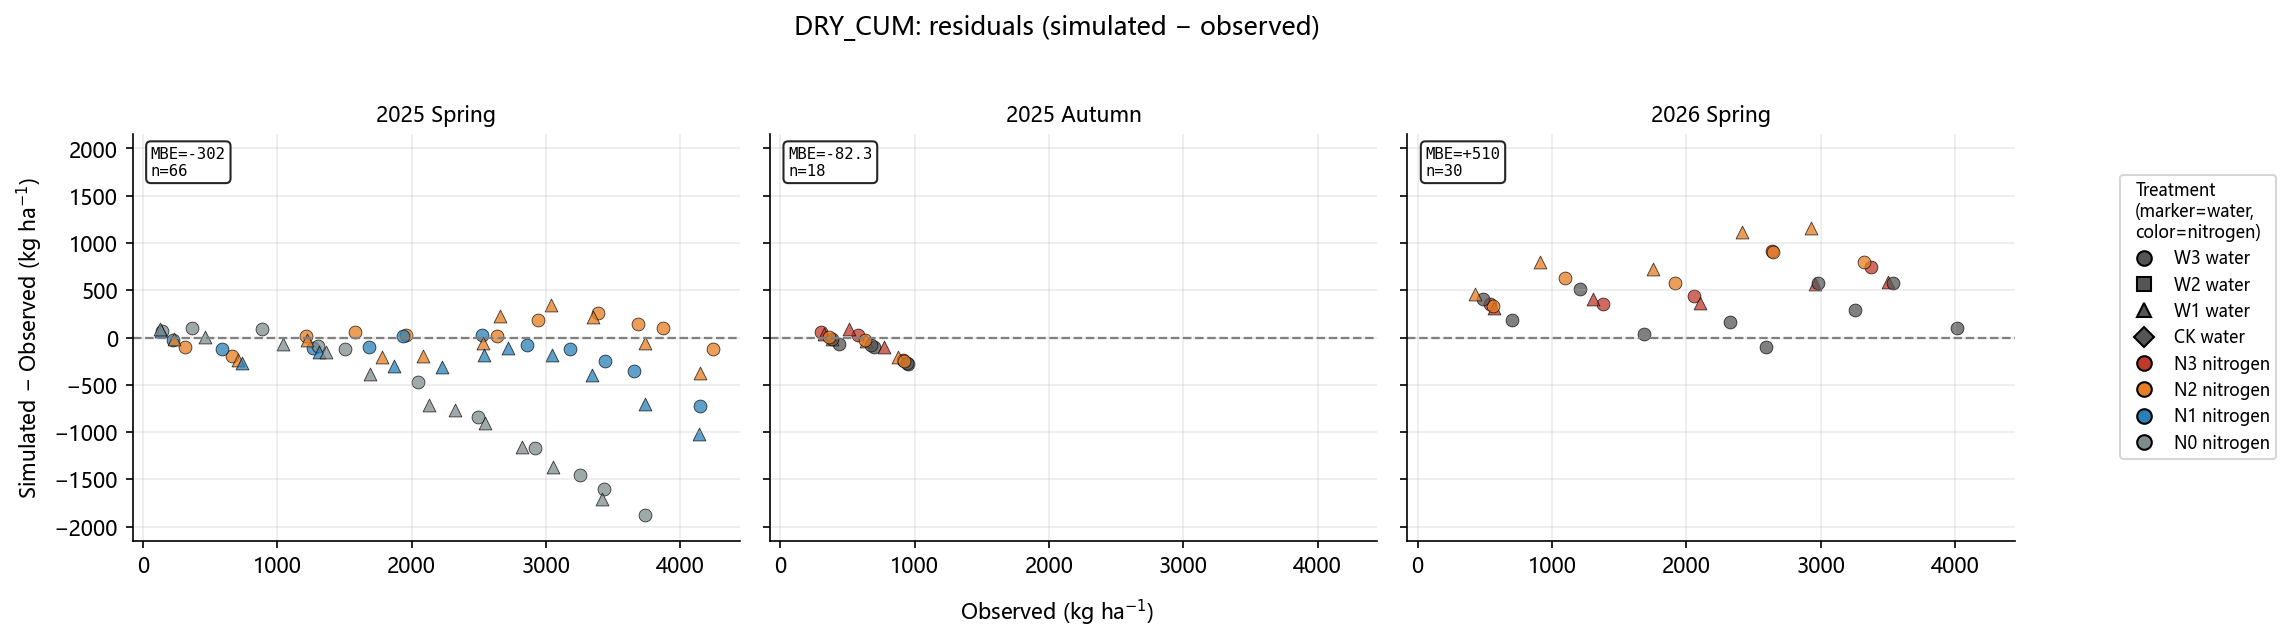 DRY_CUM: residuals (simulated − observed)
2025 Spring
2025 Autumn
2026 Spring
MBE=-302
n=66
MBE=-82.3
n=18
MBE=+510
n=30
Simulated − Observed (kg ha⁻¹)
2000
1500
1000
500
0
−500
−1000
−1500
−2000
0 1000 2000 3000 4000
0 1000 2000 3000 4000
0 1000 2000 3000 4000
Observed (kg ha⁻¹)
Treatment
(marker=water,
color=nitrogen)
W3 water
W2 water
W1 water
CK water
N3 nitrogen
N2 nitrogen
N1 nitrogen
N0 nitrogen